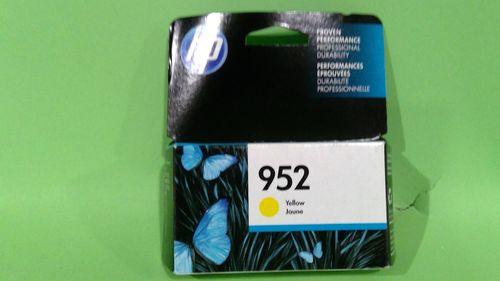 hp
PROVEN
PERFORMANCE
PROFESSIONAL
DURABILITY
PERFORMANCES
ÉPROUVÉES
DURABILITÉ
PROFESSIONNELLE
952
Yellow
Jaune